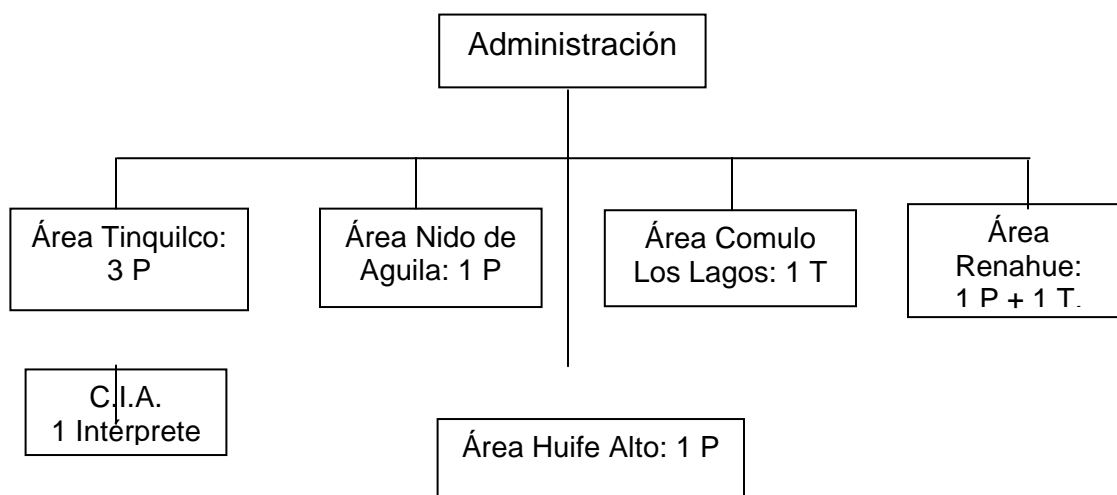 Administración
Área Tinquilco:
3 P
Área Nido de
Aguila: 1 P
Área Comulo
Los Lagos: 1 T
Área
Renahue:
1 P + 1 T.
C.I.A.
1 Intérprete
Área Huife Alto: 1 P